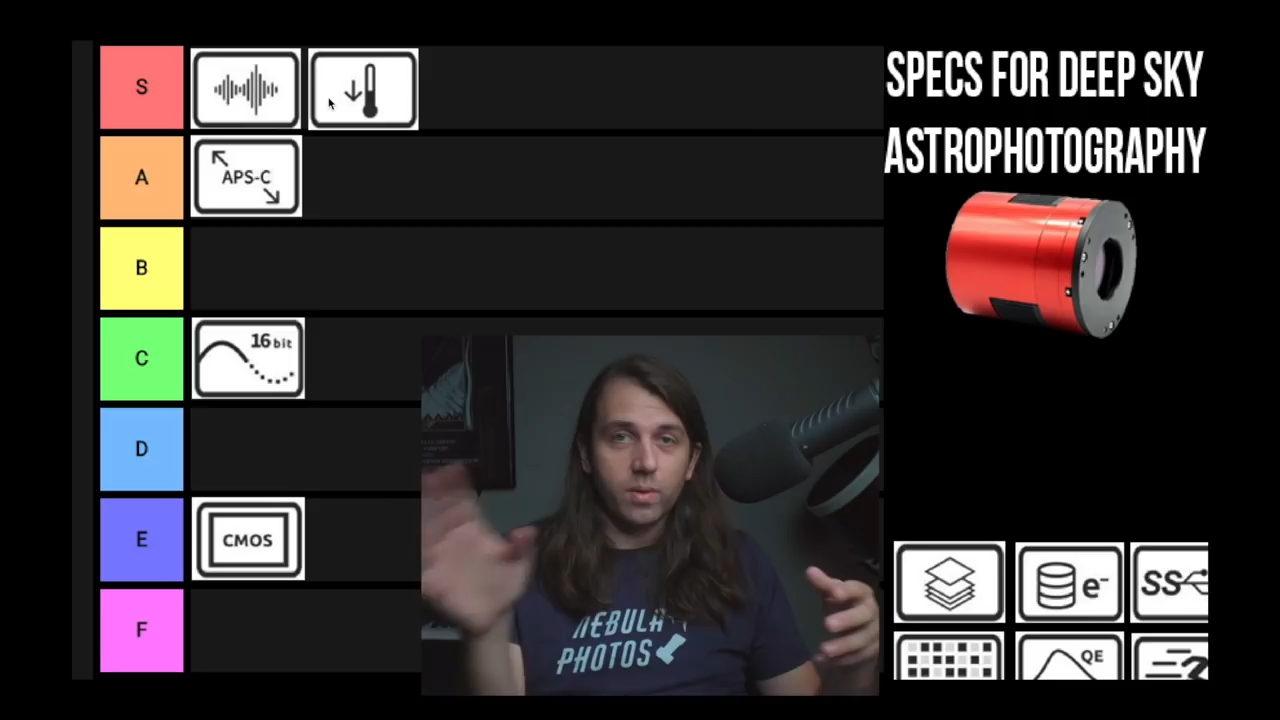 S
A
APS-C
B
C
16 bit
D
E
CMOS
F
SPECS FOR DEEP SKY
ASTROPHOTOGRAPHY
NEBULA
PHOTOS
e⁻
SS
QE